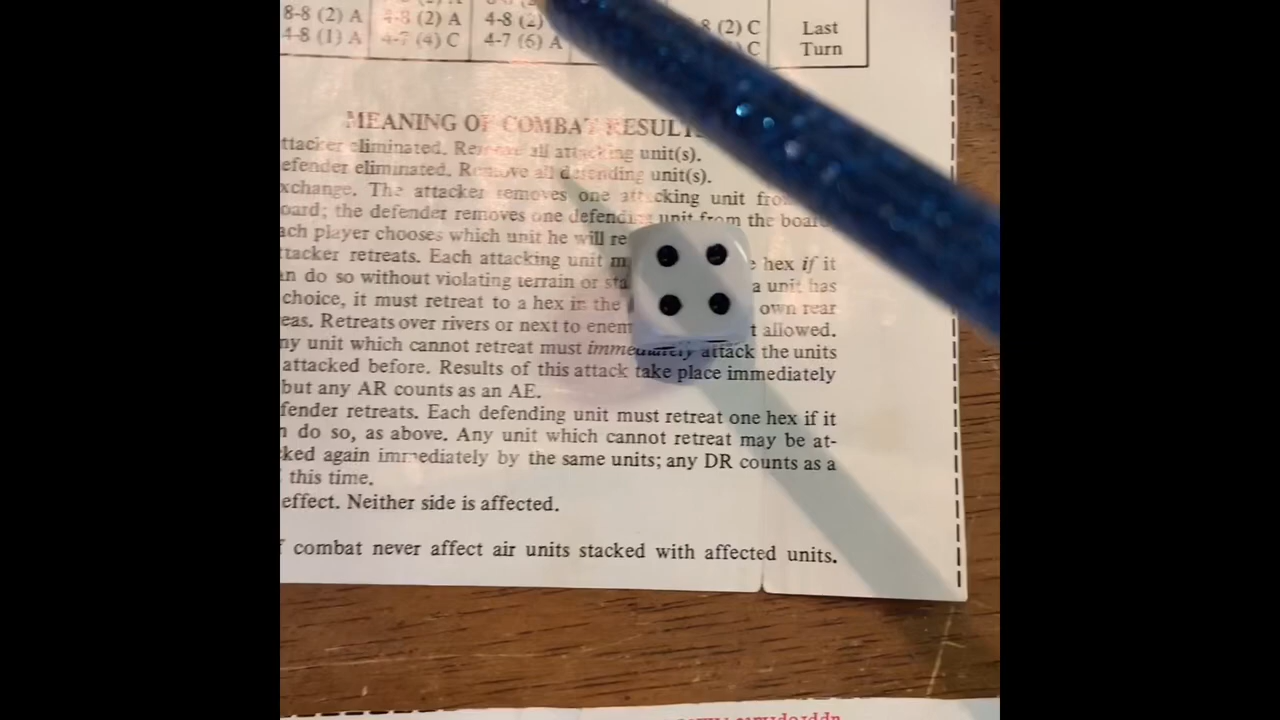 8-8 (2) A 4-8 (2) A 4-8 (2) 8 (2) C Last
4-8 (1) A 4-7 (4) C 4-7 (6) A C Turn
MEANING OF COMBAT RESULT
ttacker eliminated. Remove all attacking unit(s).
efender eliminated. Remove all defending unit(s).
xchange. The attacker removes one attacking unit from
oard; the defender removes one defending unit from the board
ach player chooses which unit he will re
ttacker retreats. Each attacking unit m hex if it
an do so without violating terrain or sta a unit has
choice, it must retreat to a hex in the own rear
eas. Retreats over rivers or next to enem t allowed.
ny unit which cannot retreat must immediately attack the units
attacked before. Results of this attack take place immediately
but any AR counts as an AE.
fender retreats. Each defending unit must retreat one hex if it
n do so, as above. Any unit which cannot retreat may be at-
ked again immediately by the same units; any DR counts as a
this time.
effect. Neither side is affected.
f combat never affect air units stacked with affected units.